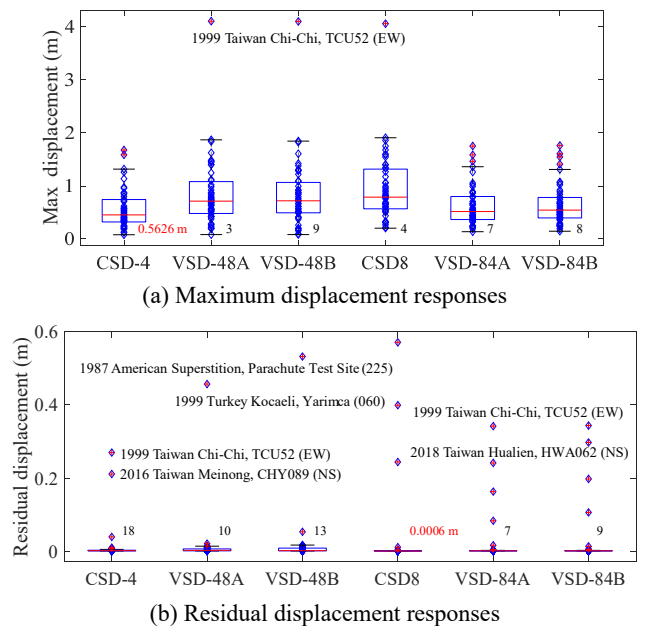 4
3
2
1
0
Max displacement (m)
1999 Taiwan Chi-Chi, TCU52 (EW)
0.5626 m 3 9 4 7 8
CSD-4 VSD-48A VSD-48B CSD8 VSD-84A VSD-84B
(a) Maximum displacement responses
0.6
0.4
0.2
0
Residual displacement (m)
1987 American Superstition, Parachute Test Site (225)
1999 Turkey Kocaeli, Yarimca (060)
1999 Taiwan Chi-Chi, TCU52 (EW)
2018 Taiwan Hualien, HWA062 (NS)
1999 Taiwan Chi-Chi, TCU52 (EW)
2016 Taiwan Meinong, CHY089 (NS)
18 10 13 0.0006 m 7 9
CSD-4 VSD-48A VSD-48B CSD8 VSD-84A VSD-84B
(b) Residual displacement responses